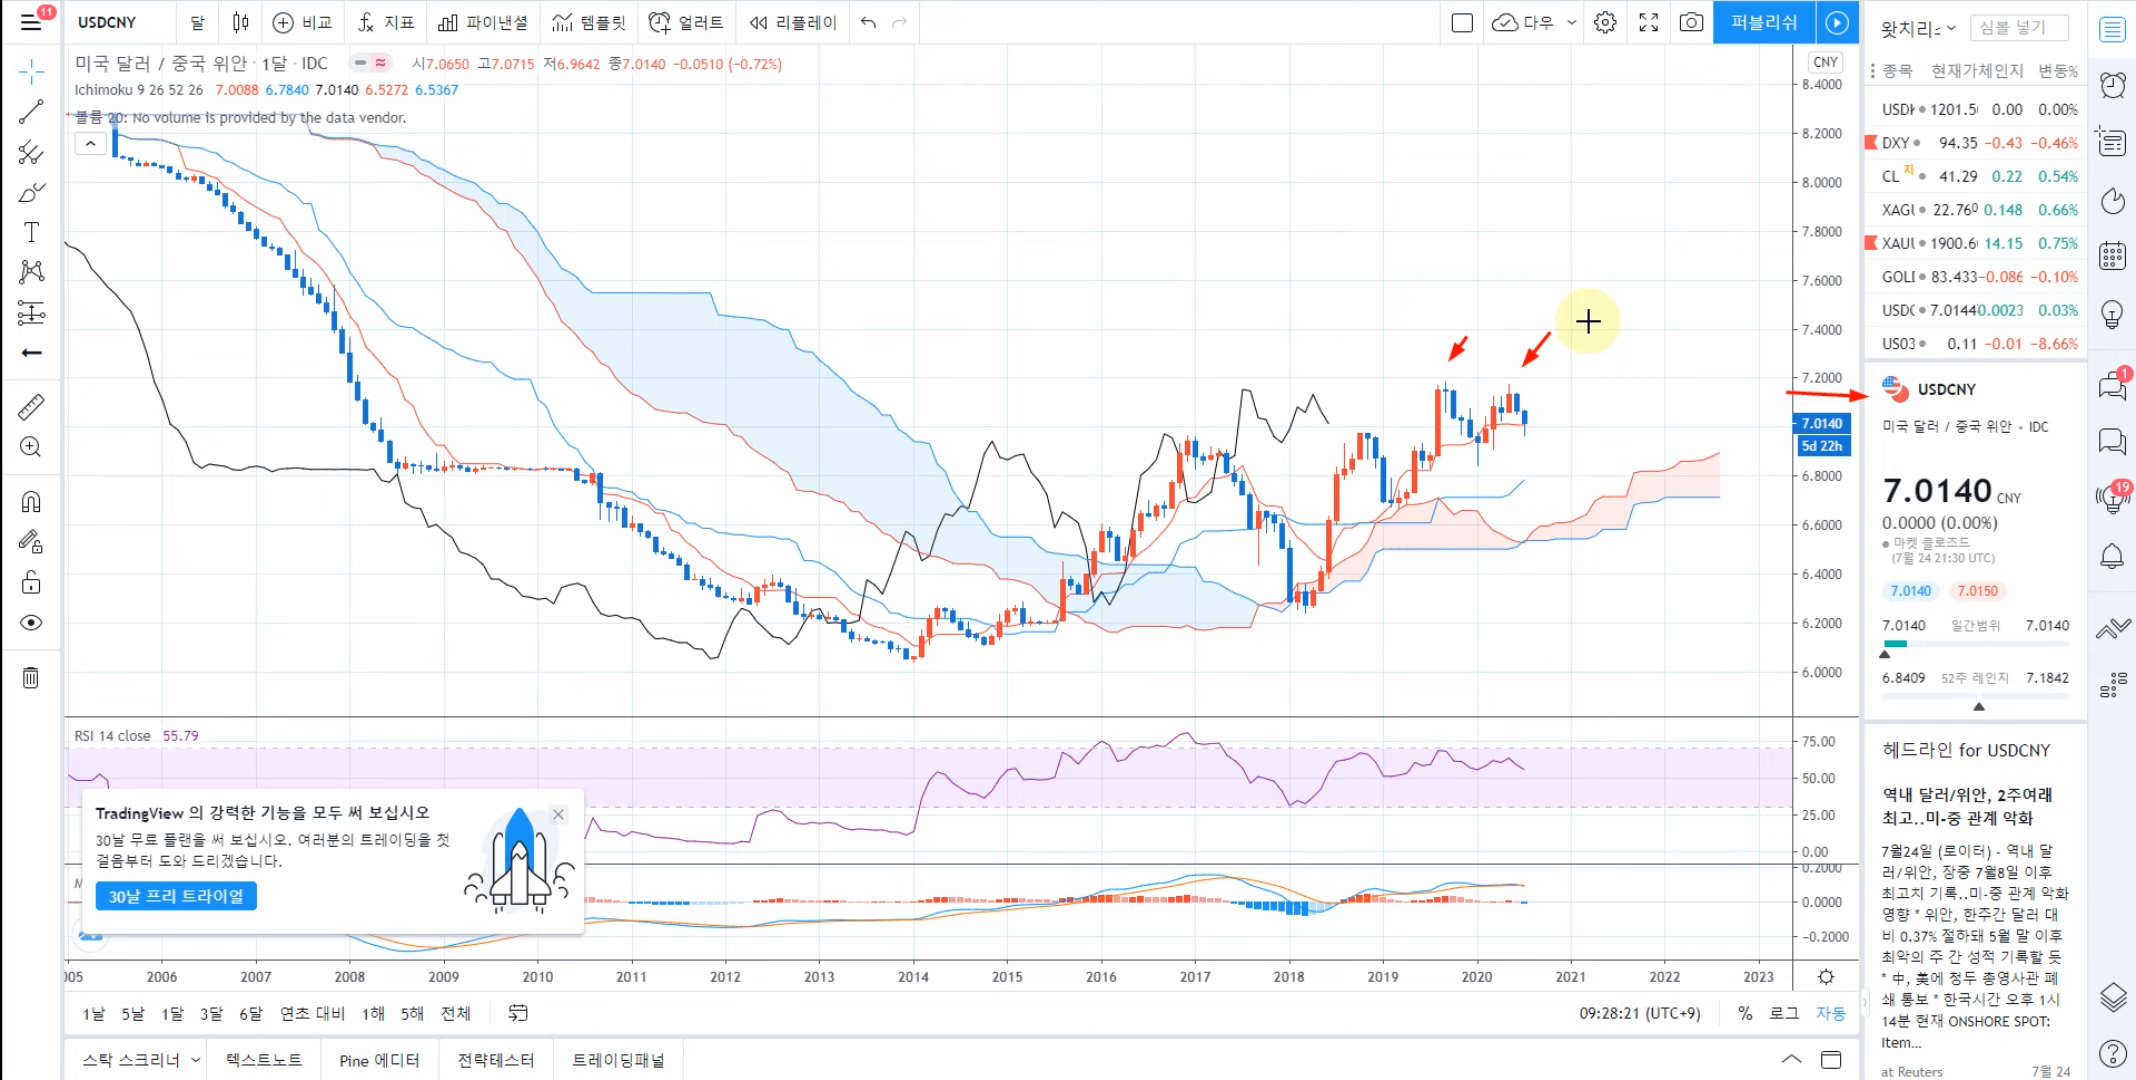 11
USDCNY
달
비교
지표
파이낸셜
템플릿
얼러트
리플레이
다우
퍼블리쉬
미국 달러 / 중국 위안 · 1달 · IDC
시7.0650 고7.0715 저6.9642 종7.0140 −0.0510 (−0.72%)
Ichimoku 9 26 52 26 7.0088 6.7840 7.0140 6.5272 6.5367
볼륨 20: No volume is provided by the data vendor.
CNY
8.4000
8.2000
8.0000
7.8000
7.6000
7.4000
7.2000
7.0140
5d 22h
6.8000
6.6000
6.4000
6.2000
6.0000
RSI 14 close 55.79
75.00
50.00
25.00
0.00
0.2000
0.0000
−0.2000
TradingView 의 강력한 기능을 모두 써 보십시오
30날 무료 플랜을 써 보십시오. 여러분의 트레이딩을 첫
걸음부터 도와 드리겠습니다.
30날 프리 트라이얼
005 2006 2007 2008 2009 2010 2011 2012 2013 2014 2015 2016 2017 2018 2019 2020 2021 2022 2023
1날 5날 1달 3달 6달 연초 대비 1해 5해 전체
09:28:21 (UTC+9) % 로그 자동
스탁 스크리너 텍스트노트 Pine 에디터 전략테스터 트레이딩패널
왓치리스
심볼 넣기
종목 현재가 체인지 변동%
1201.5 0.00 0.00%
DXY 94.35 −0.43 −0.46%
CL 지 41.29 0.22 0.54%
22.760 0.148 0.66%
1900.6 14.15 0.75%
83.433 −0.086 −0.10%
7.0144 0.0023 0.03%
US03 0.11 −0.01 −8.66%
USDCNY
미국 달러 / 중국 위안 • IDC
7.0140 CNY
0.0000 (0.00%)
마켓 클로즈드
(7월 24 21:30 UTC)
7.0140 7.0150
7.0140 일간범위 7.0140
6.8409 52주 레인지 7.1842
헤드라인 for USDCNY
역내 달러/위안, 2주여래
최고..미-중 관계 악화
7월24일 (로이터) - 역내 달
러/위안, 장중 7월8일 이후
최고치 기록..미-중 관계 악화
영향 * 위안, 한주간 달러 대
비 0.37% 절하돼 5월 말 이후
최악의 주 간 성적 기록할 듯
* 中, 美에 청두 총영사관 폐
쇄 통보 * 한국시간 오후 1시
14분 현재 ONSHORE SPOT:
Item...
at Reuters 7월 24
1
19